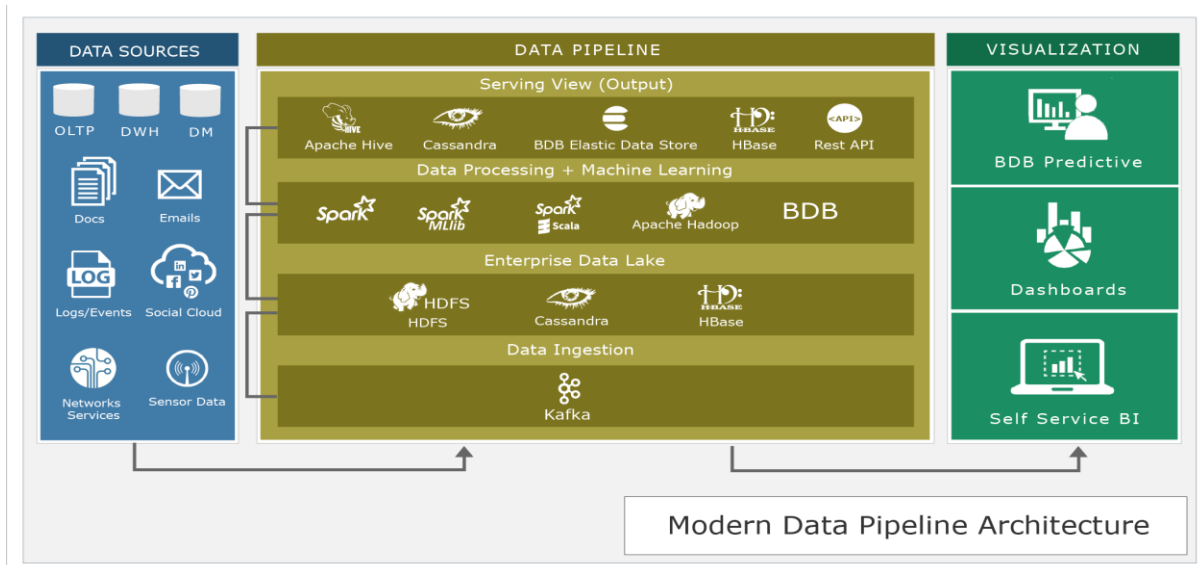 DATA SOURCES
OLTP
DWH
DM
Docs
Emails
LOG
Logs/Events
Social Cloud
Networks
Services
Sensor Data
DATA PIPELINE
Serving View (Output)
HIVE
Apache Hive
Cassandra
BDB Elastic Data Store
H:BASE
HBase
<API>
Rest API
Data Processing + Machine Learning
Spark
Spark
MLlib
Spark
Scala
Apache Hadoop
BDB
Enterprise Data Lake
HDFS
HDFS
Cassandra
H:BASE
HBase
Data Ingestion
Kafka
VISUALIZATION
BDB Predictive
Dashboards
Self Service BI
Modern Data Pipeline Architecture